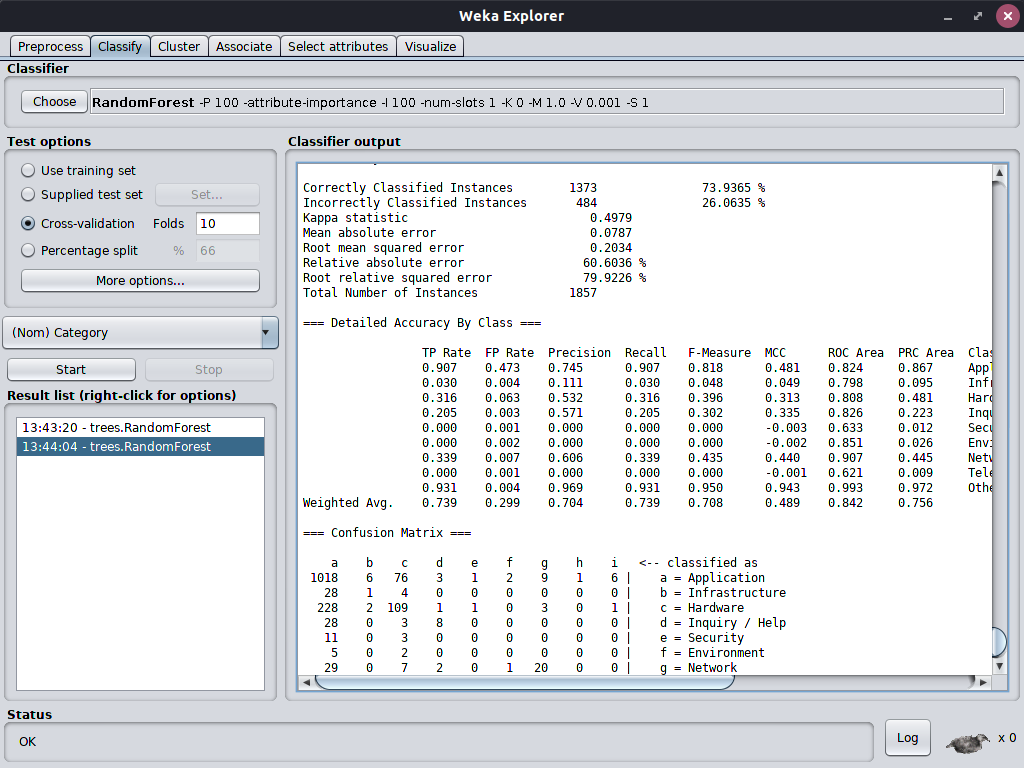 Weka Explorer
Preprocess Classify Cluster Associate Select attributes Visualize
Classifier
Choose RandomForest -P 100 -attribute-importance -I 100 -num-slots 1 -K 0 -M 1.0 -V 0.001 -S 1
Test options
Use training set
Supplied test set Set...
Cross-validation Folds 10
Percentage split % 66
More options...
(Nom) Category
Start Stop
Result list (right-click for options)
13:43:20 - trees.RandomForest
13:44:04 - trees.RandomForest
Classifier output
Correctly Classified Instances 1373 73.9365 %
Incorrectly Classified Instances 484 26.0635 %
Kappa statistic 0.4979
Mean absolute error 0.0787
Root mean squared error 0.2034
Relative absolute error 60.6036 %
Root relative squared error 79.9226 %
Total Number of Instances 1857
=== Detailed Accuracy By Class ===
TP Rate FP Rate Precision Recall F-Measure MCC ROC Area PRC Area Clas
0.907 0.473 0.745 0.907 0.818 0.481 0.824 0.867 Appl
0.030 0.004 0.111 0.030 0.048 0.049 0.798 0.095 Infr
0.316 0.063 0.532 0.316 0.396 0.313 0.808 0.481 Hard
0.205 0.003 0.571 0.205 0.302 0.335 0.826 0.223 Inqu
0.000 0.001 0.000 0.000 0.000 -0.003 0.633 0.012 Secu
0.000 0.002 0.000 0.000 0.000 -0.002 0.851 0.026 Envi
0.339 0.007 0.606 0.339 0.435 0.440 0.907 0.445 Netw
0.000 0.001 0.000 0.000 0.000 -0.001 0.621 0.009 Tele
0.931 0.004 0.969 0.931 0.950 0.943 0.993 0.972 Othe
Weighted Avg. 0.739 0.299 0.704 0.739 0.708 0.489 0.842 0.756
=== Confusion Matrix ===
a b c d e f g h i <-- classified as
1018 6 76 3 1 2 9 1 6 | a = Application
28 1 4 0 0 0 0 0 0 | b = Infrastructure
228 2 109 1 1 0 3 0 1 | c = Hardware
28 0 3 8 0 0 0 0 0 | d = Inquiry / Help
11 0 3 0 0 0 0 0 0 | e = Security
5 0 2 0 0 0 0 0 0 | f = Environment
29 0 7 2 0 1 20 0 0 | g = Network
Status
OK
Log
x 0